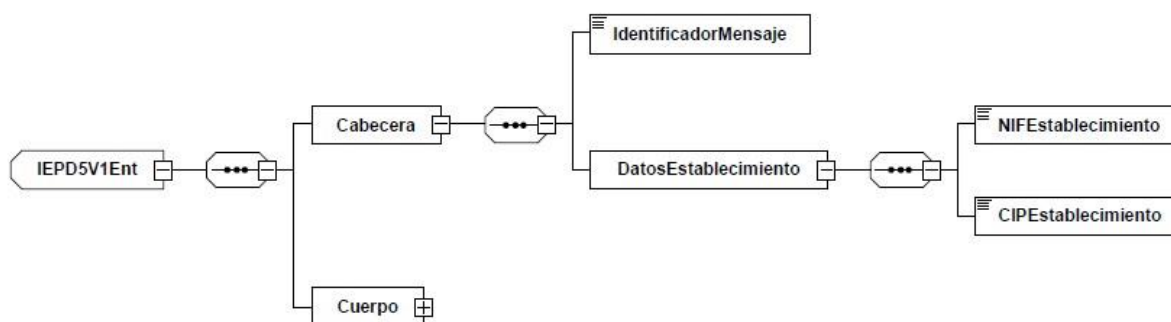 IdentificadorMensaje
Cabecera
NIFEstablecimiento
IEPD5V1Ent
DatosEstablecimiento
CIPEstablecimiento
Cuerpo